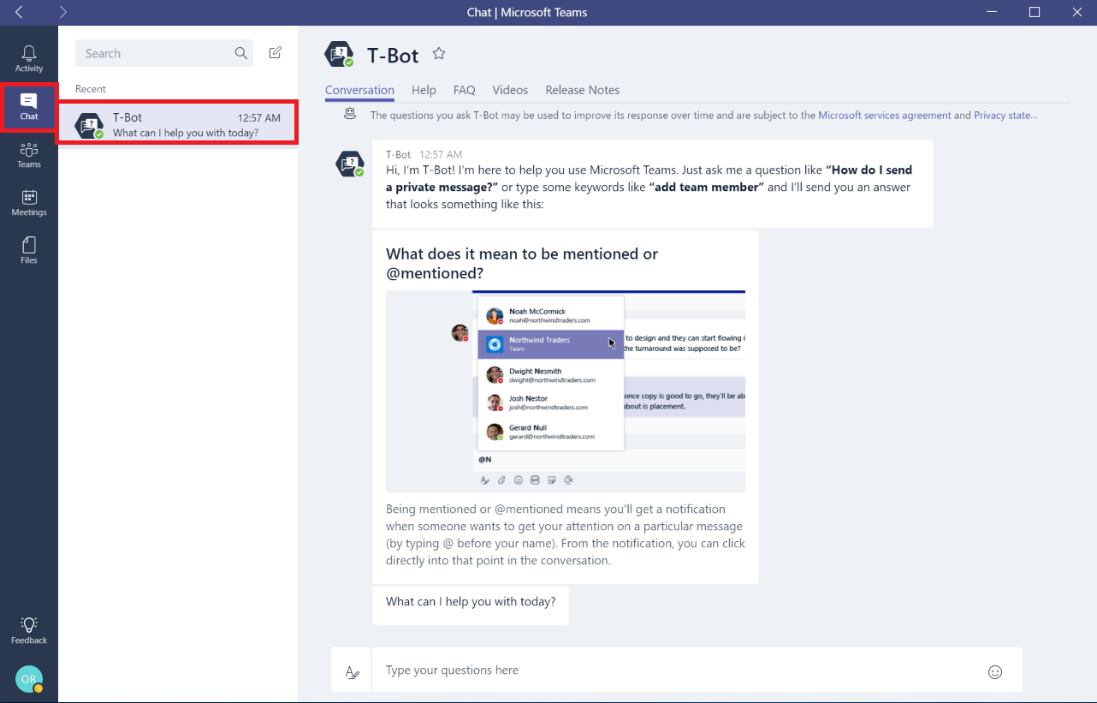 Chat | Microsoft Teams
Activity
Chat
Teams
Meetings
Files
Feedback
OR
Search
Recent
T-Bot 12:57 AM
What can I help you with today?
T-Bot
Conversation Help FAQ Videos Release Notes
The questions you ask T-Bot may be used to improve its response over time and are subject to the Microsoft services agreement and Privacy state...
T-Bot 12:57 AM
Hi, I'm T-Bot! I'm here to help you use Microsoft Teams. Just ask me a question like “How do I send
a private message?” or type some keywords like “add team member” and I'll send you an answer
that looks something like this:
What does it mean to be mentioned or
@mentioned?
Noah McCormick
noah@northwindtraders.com
Northwind Traders
Team
to design and they can start flowing i
the turnaround was supposed to be?
Dwight Nesmith
dwight@northwindtraders.com
Josh Nestor
josh@northwindtraders.com
once copy is good to go, they'll be ab
about is placement.
Gerard Null
gerard@northwindtraders.com
@N
Being mentioned or @mentioned means you'll get a notification
when someone wants to get your attention on a particular message
(by typing @ before your name). From the notification, you can click
directly into that point in the conversation.
What can I help you with today?
Type your questions here